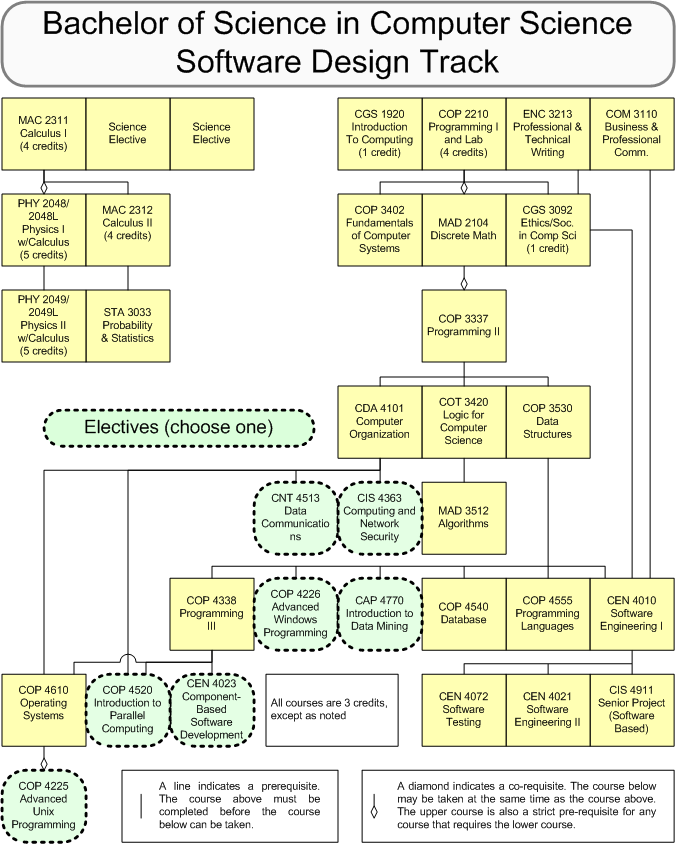 Bachelor of Science in Computer Science
Software Design Track
MAC 2311
Calculus I
(4 credits)
Science
Elective
Science
Elective
CGS 1920
Introduction
To Computing
(1 credit)
COP 2210
Programming I
and Lab
(4 credits)
ENC 3213
Professional &
Technical
Writing
COM 3110
Business &
Professional
Comm.
PHY 2048/
2048L
Physics I
w/Calculus
(5 credits)
MAC 2312
Calculus II
(4 credits)
COP 3402
Fundamentals
of Computer
Systems
MAD 2104
Discrete Math
CGS 3092
Ethics/Soc.
in Comp Sci
(1 credit)
PHY 2049/
2049L
Physics II
w/Calculus
(5 credits)
STA 3033
Probability
& Statistics
COP 3337
Programming II
CDA 4101
Computer
Organization
COT 3420
Logic for
Computer
Science
COP 3530
Data
Structures
Electives (choose one)
CNT 4513
Data
Communicatio
ns
CIS 4363
Computing and
Network
Security
MAD 3512
Algorithms
COP 4338
Programming
III
COP 4226
Advanced
Windows
Programming
CAP 4770
Introduction to
Data Mining
COP 4540
Database
COP 4555
Programming
Languages
CEN 4010
Software
Engineering I
COP 4610
Operating
Systems
COP 4520
Introduction to
Parallel
Computing
CEN 4023
Component-
Based
Software
Development
All courses are 3 credits,
except as noted
CEN 4072
Software
Testing
CEN 4021
Software
Engineering II
CIS 4911
Senior Project
(Software
Based)
COP 4225
Advanced
Unix
Programming
A line indicates a prerequisite.
The course above must be
completed before the course
below can be taken.
A diamond indicates a co-requisite. The course below
may be taken at the same time as the course above.
The upper course is also a strict pre-requisite for any
course that requires the lower course.